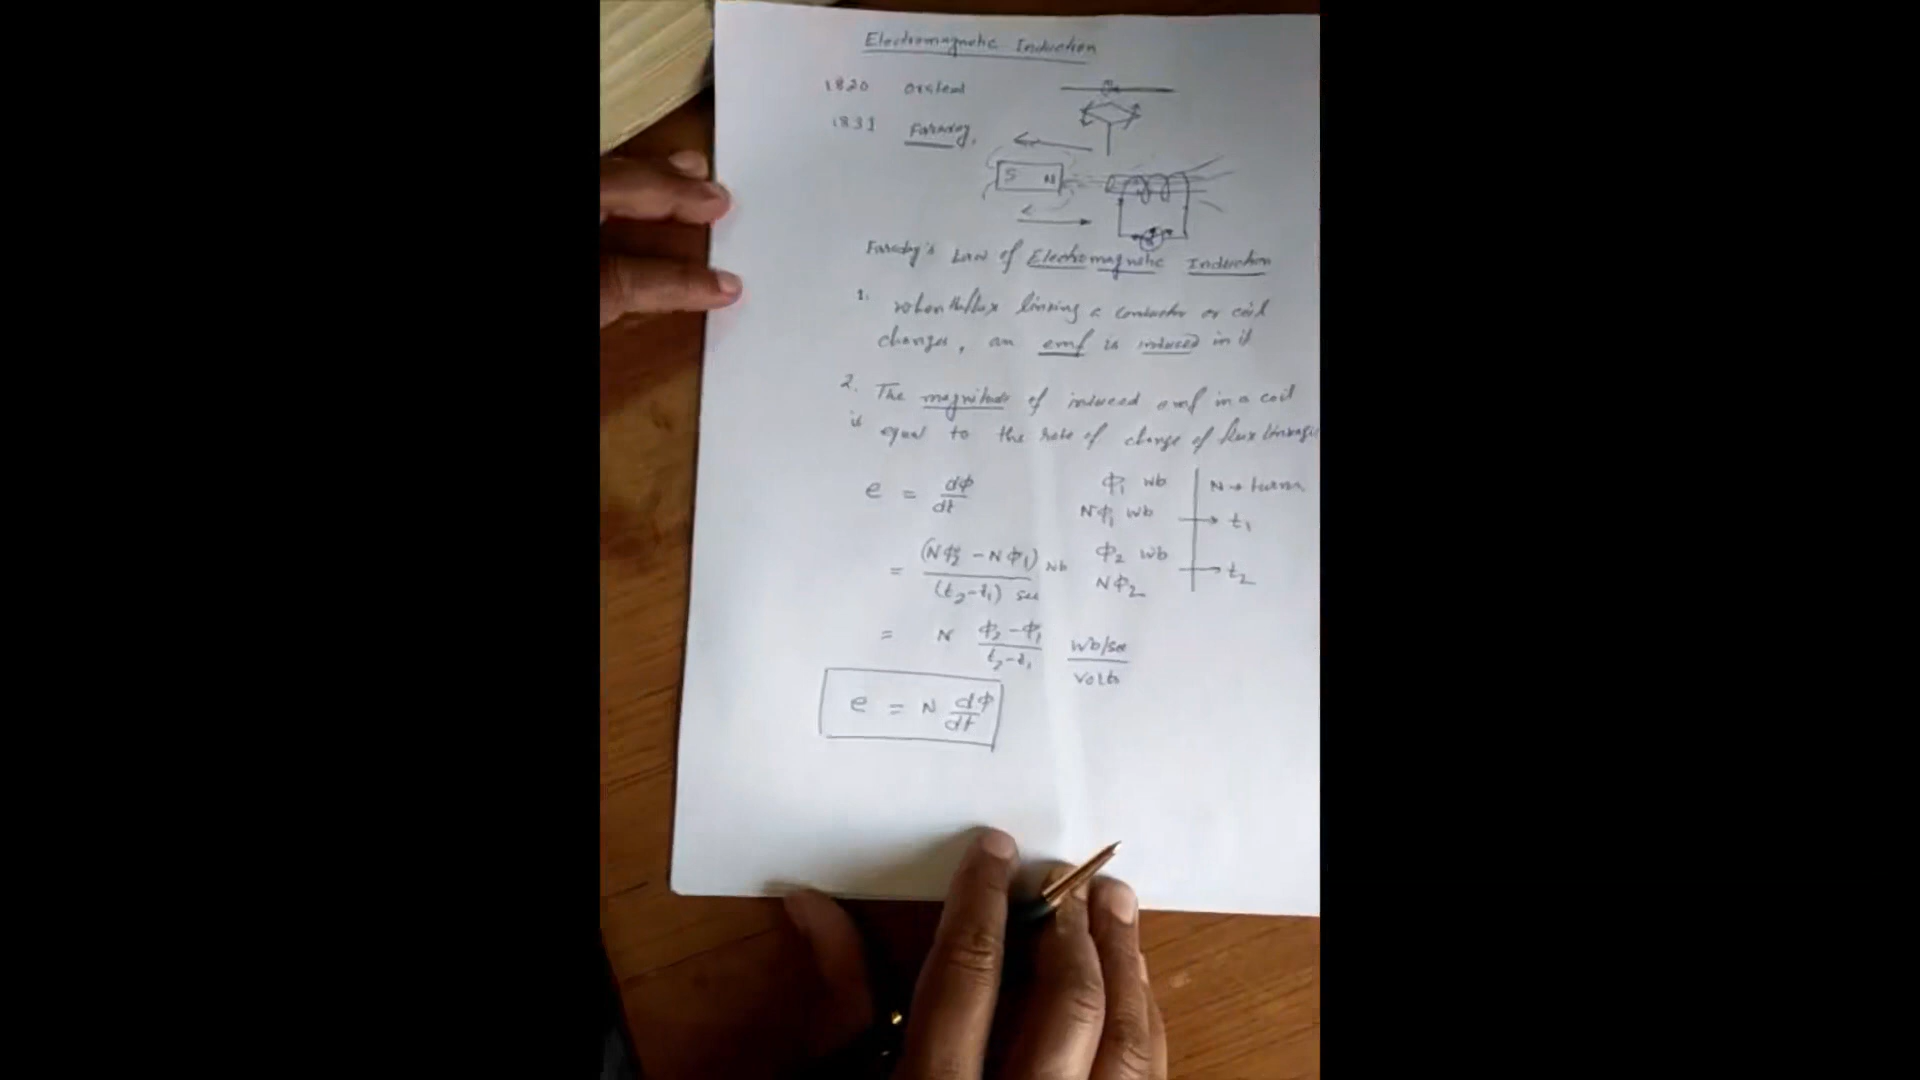 Electromagnetic Induction
1820 Orsted
1831 Faraday,
S N
Faraday's Law of Electromagnetic Induction
1. when the flux linking a conductor or coil
changes, an emf is induced in it
2. The magnitude of induced emf in a coil
is equal to the rate of change of flux linkage
e = dφ/dt
φ₁ wb
N → turns
Nφ₁ wb → t₁
= (Nφ₂ - Nφ₁) wb / (t₂-t₁) sec
φ₂ wb → t₂
Nφ₂
= N φ₂-φ₁ / t₂-t₁ wb/sec
volts
e = N dφ/dt